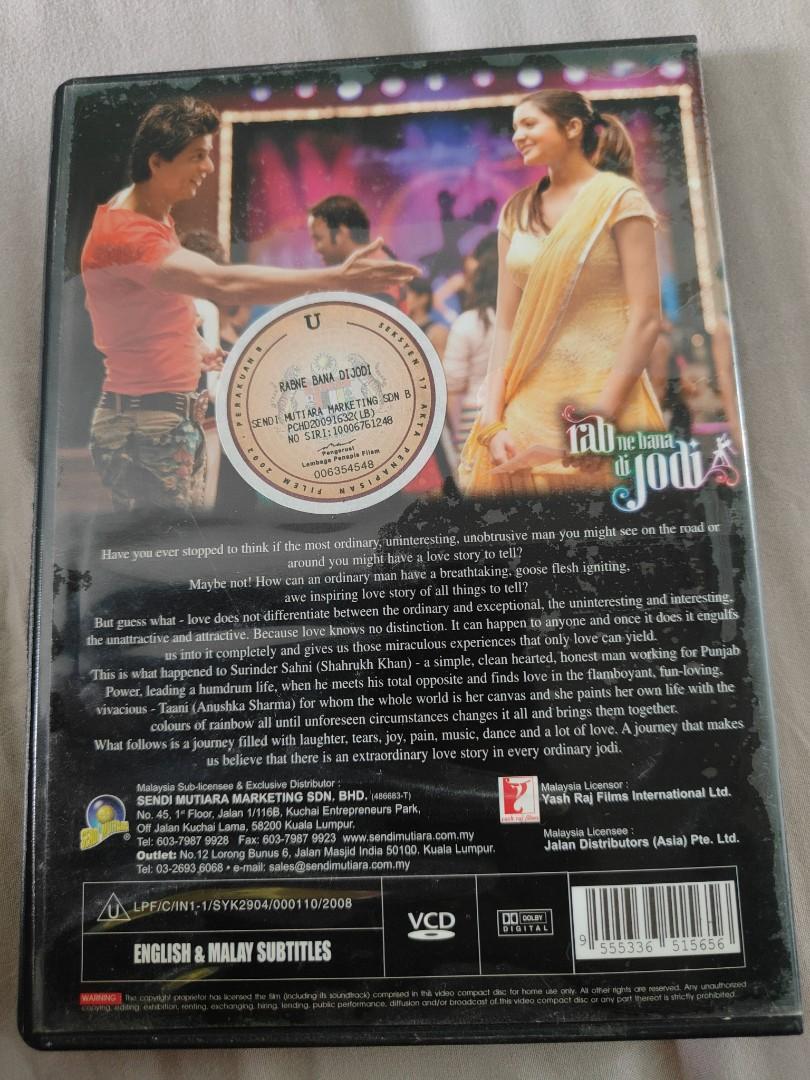 U
PERAKUAN B
SEKSYEN 12 AKTA PENAPISAN FILEM 2002
RABNE BANA DIJODI
SENDI MUTIARA MARKETING SDN B
PCHD20091632(LB)
NO SIRI:10006751248
Pengerusi
Lembaga Penapis Filem
006354548
rab ne bana
di jodi
Have you ever stopped to think if the most ordinary, uninteresting, unobtrusive man you might see on the road or
around you might have a love story to tell?
Maybe not! How can an ordinary man have a breathtaking, goose flesh igniting,
awe inspiring love story of all things to tell?
But guess what - love does not differentiate between the ordinary and exceptional, the uninteresting and interesting,
the unattractive and attractive. Because love knows no distinction. It can happen to anyone and once it does it engulfs
us into it completely and gives us those miraculous experiences that only love can yield.
This is what happened to Surinder Sahni (Shahrukh Khan) - a simple, clean hearted, honest man working for Punjab
Power, leading a humdrum life, when he meets his total opposite and finds love in the flamboyant, fun-loving,
vivacious - Taani (Anushka Sharma) for whom the whole world is her canvas and she paints her own life with the
colours of rainbow all until unforeseen circumstances changes it all and brings them together.
What follows is a journey filled with laughter, tears, joy, pain, music, dance and a lot of love. A journey that makes
us believe that there is an extraordinary love story in every ordinary jodi.
Malaysia Sub-licensee & Exclusive Distributor :
SENDI MUTIARA MARKETING SDN. BHD. (486683-T)
No. 45, 1st Floor, Jalan 1/116B, Kuchai Entrepreneurs Park,
Off Jalan Kuchai Lama, 58200 Kuala Lumpur.
Tel: 603-7987 9928 Fax: 603-7987 9923 www.sendimutiara.com.my
Outlet: No.12 Lorong Bunus 6, Jalan Masjid India 50100. Kuala Lumpur.
Tel: 03-2693 6068 • e-mail: sales@sendimutiara.com.my
SENDI MUTIARA
yash raj films
Malaysia Licensor :
Yash Raj Films International Ltd.
Malaysia Licensee :
Jalan Distributors (Asia) Pte. Ltd.
U LPF/C/IN1-1/SYK2904/000110/2008
ENGLISH & MALAY SUBTITLES
VCD
DOLBY
DIGITAL
9 555336 515656
WARNING : The copyright proprietor has licensed the film (including its soundtrack) comprised in this video compact disc for home use only. All other rights are reserved. Any unauthorized
copying, editing, exhibition, renting, exchanging, hiring, lending, public performance, diffusion and/or broadcast of this video compact disc or any part thereof is strictly prohibited.